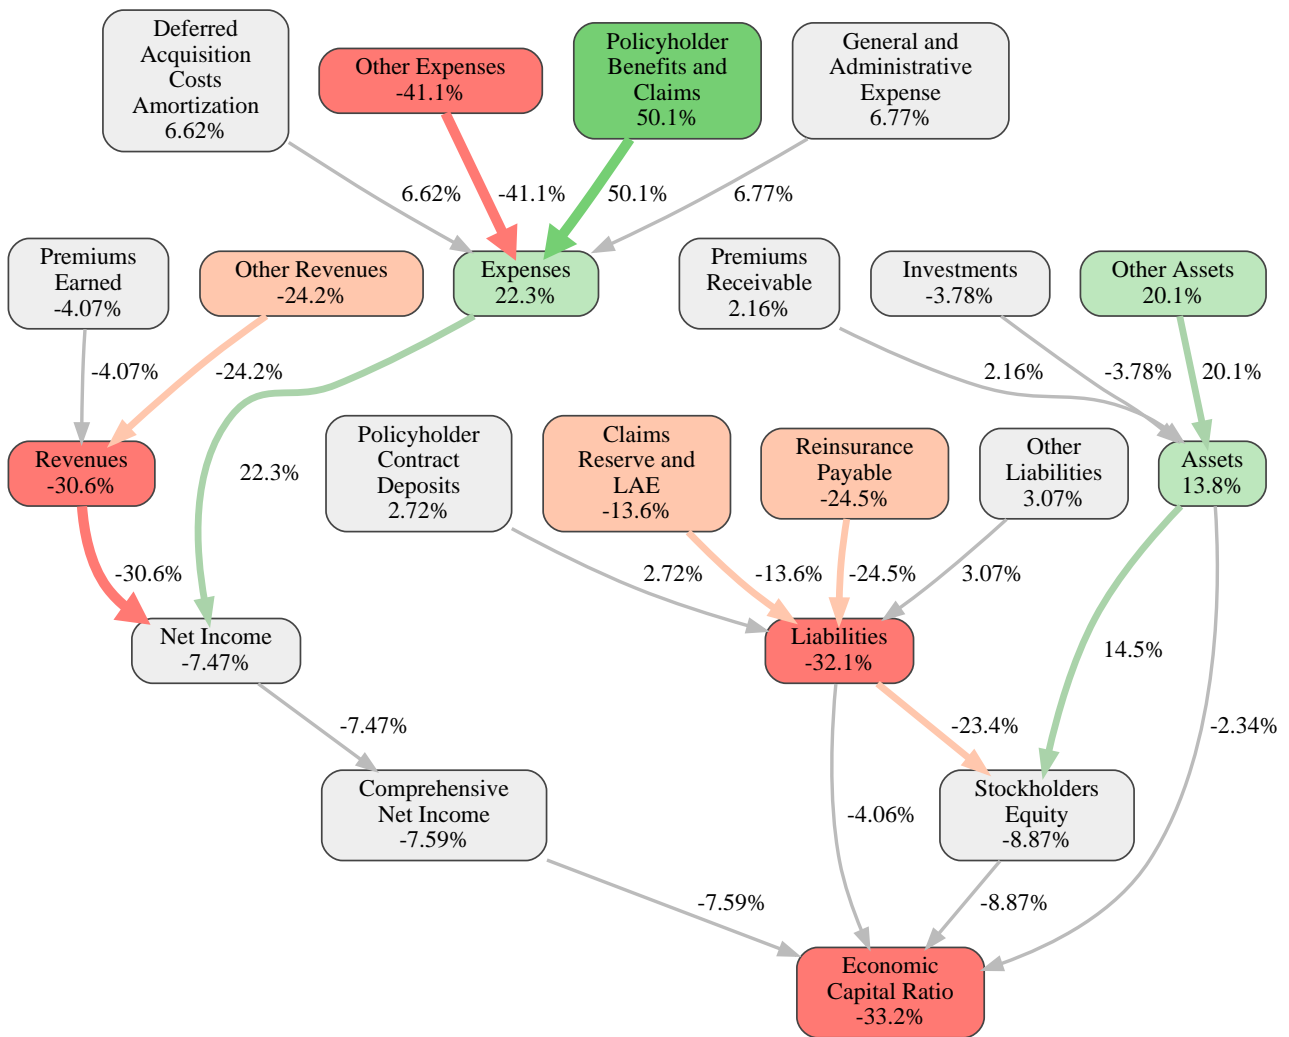 Deferred
Acquisition
Costs
Amortization
6.62%
Other Expenses
-41.1%
Policyholder
Benefits and
Claims
50.1%
General and
Administrative
Expense
6.77%
6.62%
-41.1%
50.1%
6.77%
Premiums
Earned
-4.07%
Other Revenues
-24.2%
Expenses
22.3%
Premiums
Receivable
2.16%
Investments
-3.78%
Other Assets
20.1%
-4.07%
-24.2%
2.16%
-3.78%
20.1%
Revenues
-30.6%
22.3%
Policyholder
Contract
Deposits
2.72%
Claims
Reserve and
LAE
-13.6%
Reinsurance
Payable
-24.5%
Other
Liabilities
3.07%
Assets
13.8%
-30.6%
2.72%
-13.6%
-24.5%
3.07%
Net Income
-7.47%
Liabilities
-32.1%
14.5%
-7.47%
-23.4%
-2.34%
Comprehensive
Net Income
-7.59%
-4.06%
Stockholders
Equity
-8.87%
-7.59%
-8.87%
Economic
Capital Ratio
-33.2%